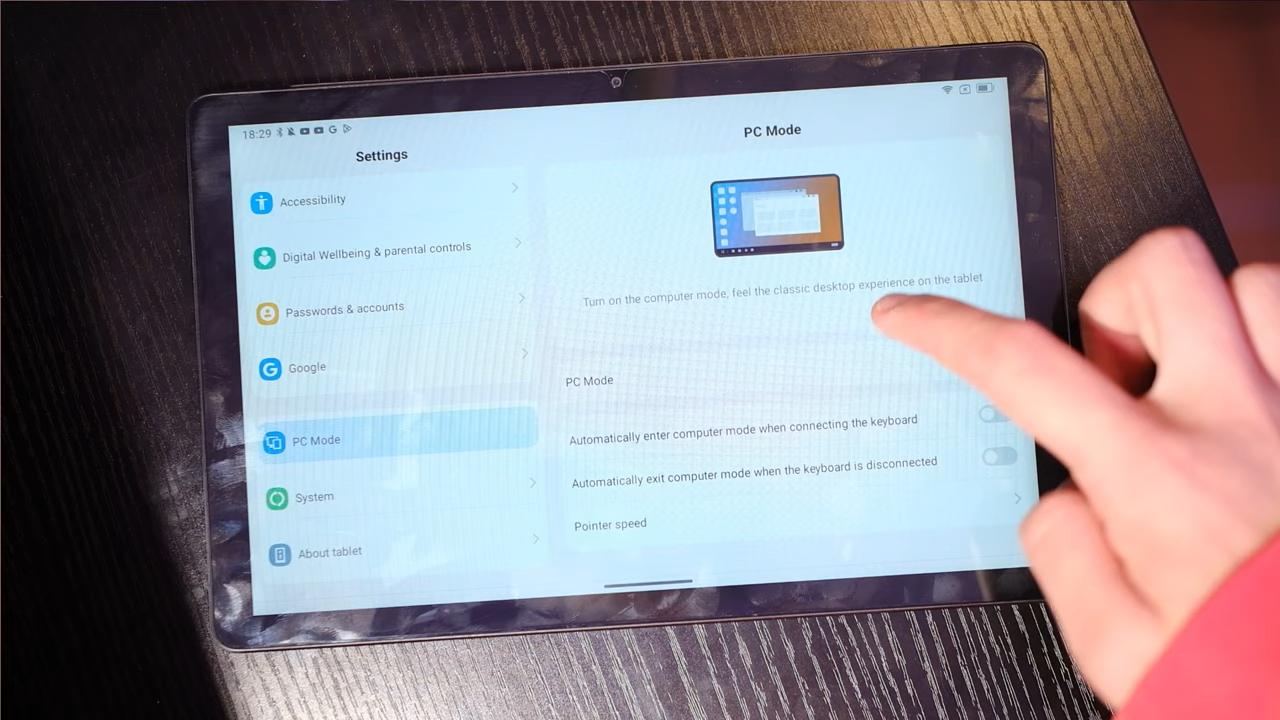 18:29
Settings
Accessibility
Digital Wellbeing & parental controls
Passwords & accounts
Google
PC Mode
System
About tablet
PC Mode
Turn on the computer mode, feel the classic desktop experience on the tablet
PC Mode
Automatically enter computer mode when connecting the keyboard
Automatically exit computer mode when the keyboard is disconnected
Pointer speed